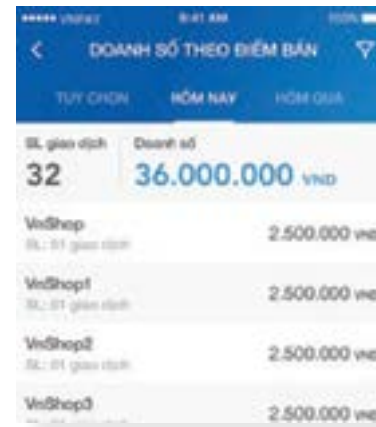 VNPAY 9:41 AM 100%
DOANH SỐ THEO ĐIỂM BÁN
TUỲ CHỌN HÔM NAY HÔM QUA
SL giao dịch Doanh số
32 36.000.000 VND
VnShop 2.500.000 VND
SL: 01 giao dịch
VnShop1 2.500.000 VND
SL: 01 giao dịch
VnShop2 2.500.000 VND
SL: 01 giao dịch
VnShop3 2.500.000 VND